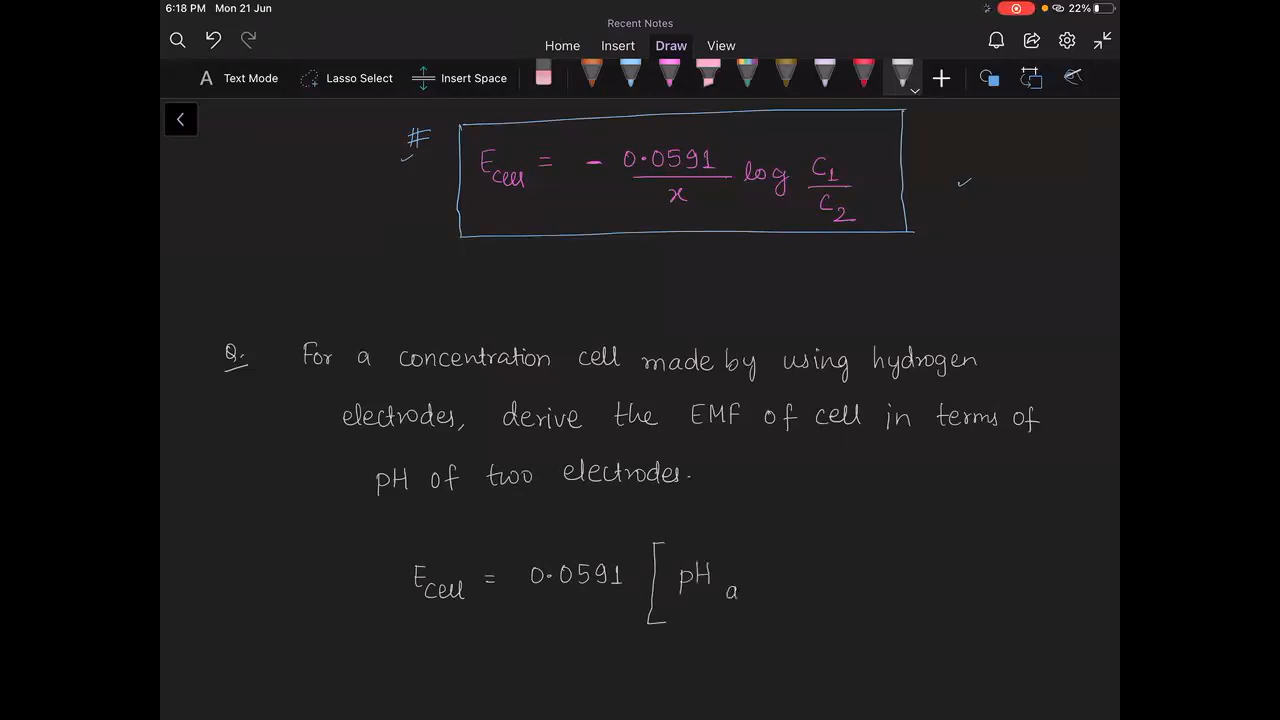 6:18 PM Mon 21 Jun
22%
Recent Notes
Home Insert Draw View
A Text Mode Lasso Select Insert Space
#
E cell = - 0.0591 / x log C1 / C2
Q. For a concentration cell made by using hydrogen
electrodes, derive the EMF of cell in terms of
pH of two electrodes.
E cell = 0.0591 [ pH a